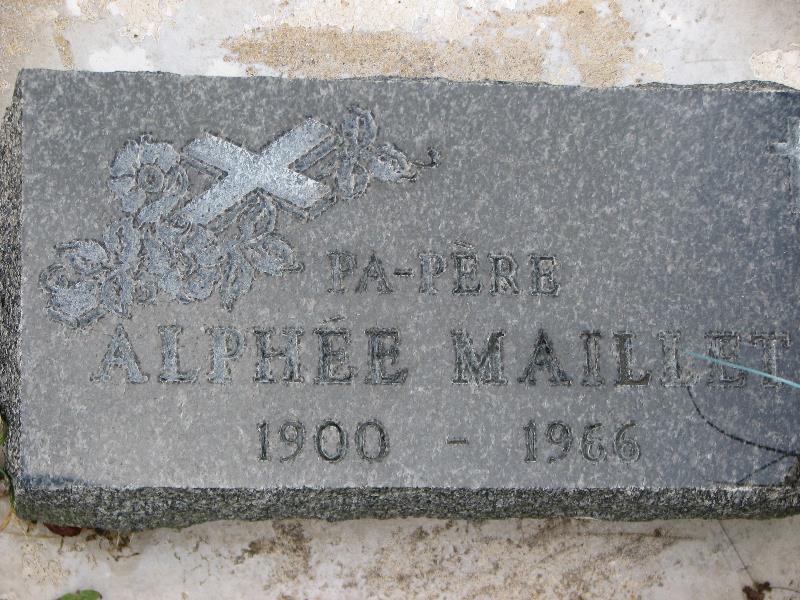 PA-PÈRE
ALPHÉE MAILLET
1900 - 1966